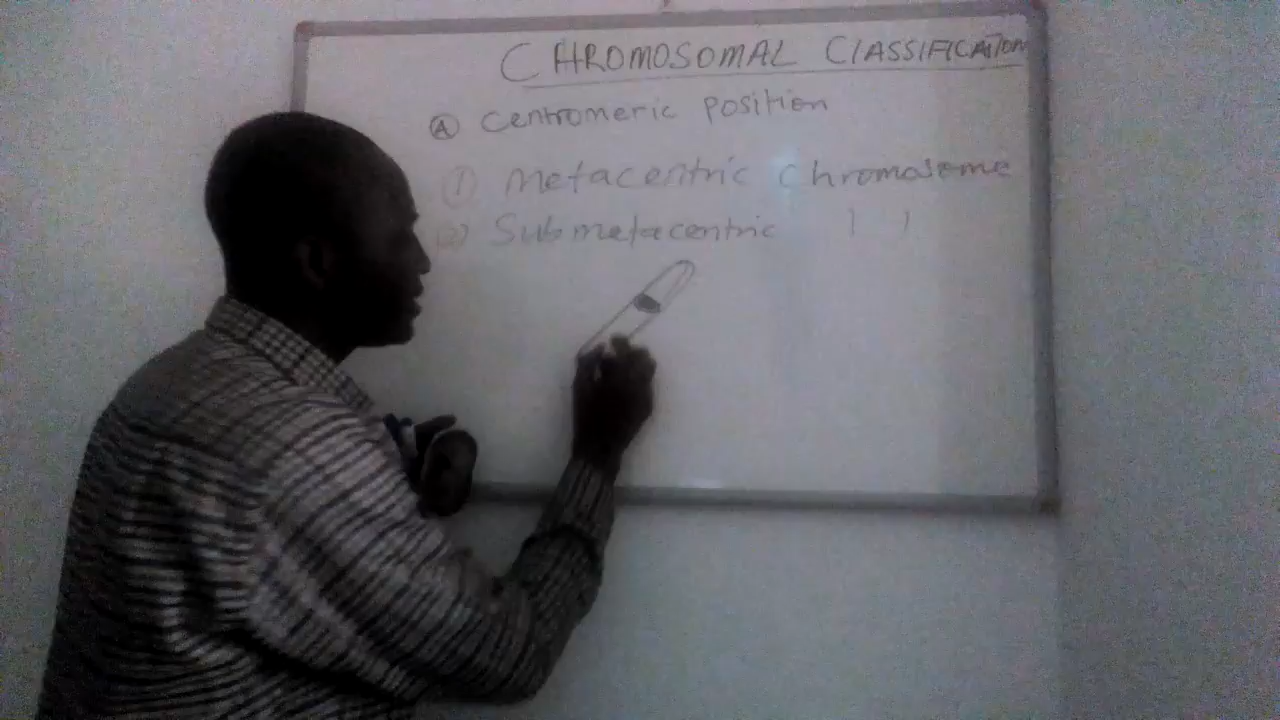 CHROMOSOMAL ClASSIFICATION
Ⓐ Centromeric position
① Metacentric chromosome
② Submetacentric ) )